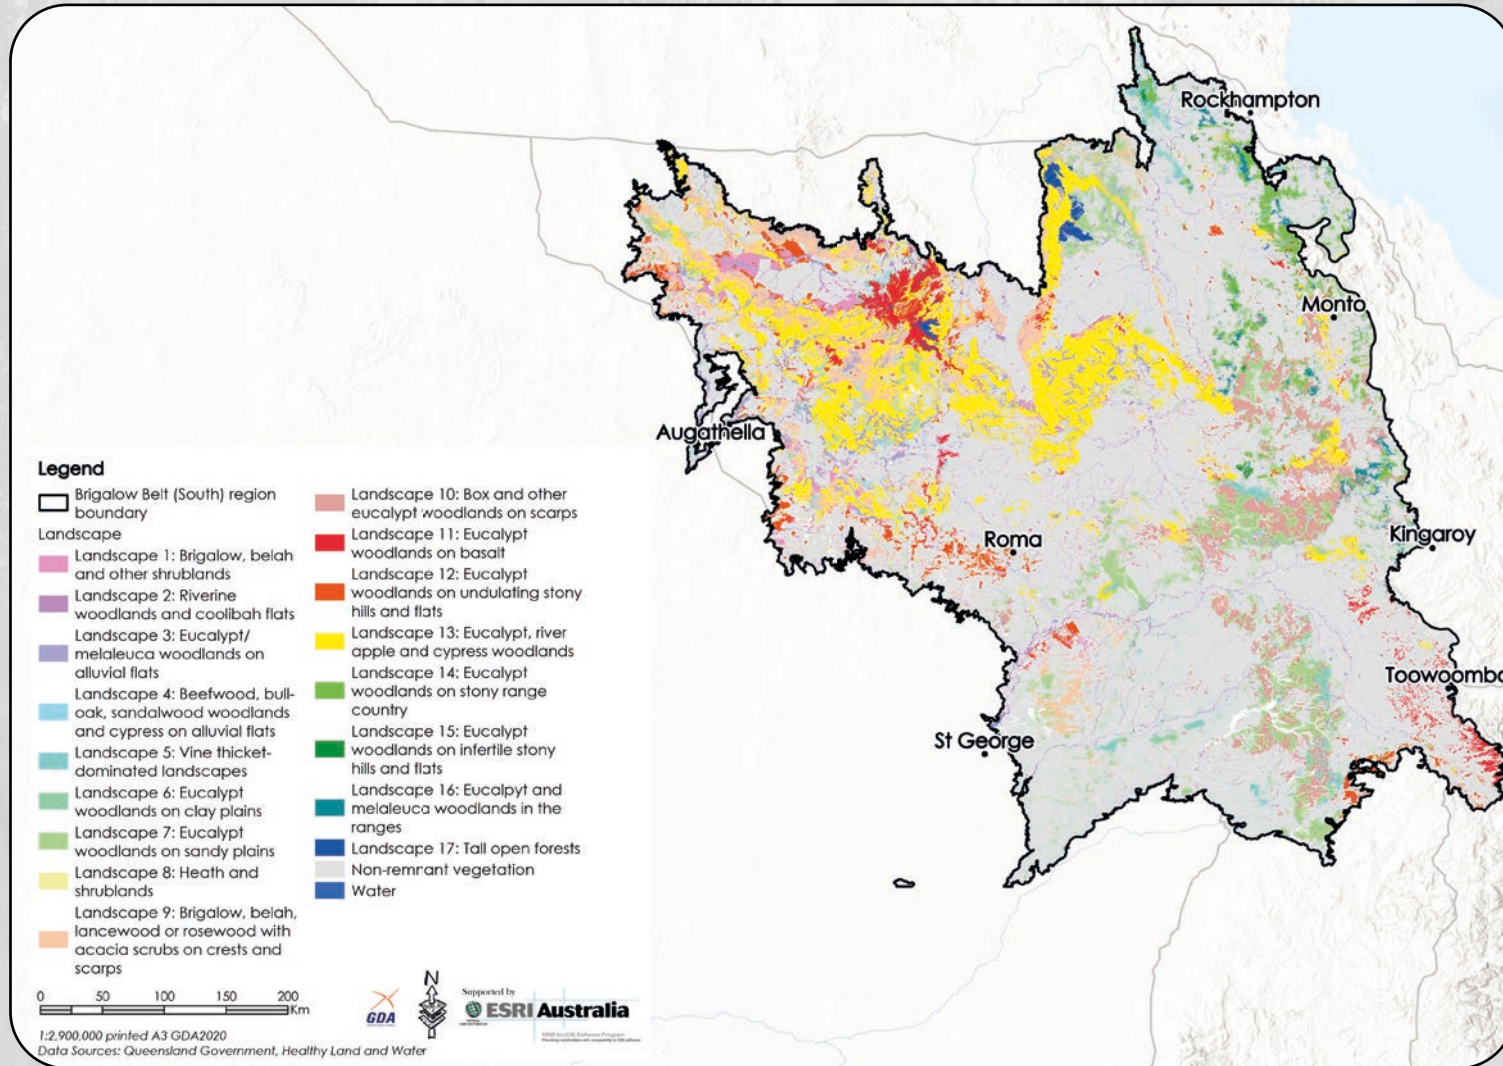 Rockhampton
Monto
Augathella
Roma
Kingaroy
Toowoomba
St George
Legend
Brigalow Belt (South) region
boundary
Landscape
Landscape 1: Brigalow, belah
and other shrublands
Landscape 2: Riverine
woodlands and coolibah flats
Landscape 3: Eucalypt/
melaleuca woodlands on
alluvial flats
Landscape 4: Beefwood, bull-
oak, sandalwood woodlands
and cypress on alluvial flats
Landscape 5: Vine thicket-
dominated landscapes
Landscape 6: Eucalypt
woodlands on clay plains
Landscape 7: Eucalypt
woodlands on sandy plains
Landscape 8: Heath and
shrublands
Landscape 9: Brigalow, belah,
lancewood or rosewood with
acacia scrubs on crests and
scarps
Landscape 10: Box and other
eucalypt woodlands on scarps
Landscape 11: Eucalypt
woodlands on basalt
Landscape 12: Eucalypt
woodlands on undulating stony
hills and flats
Landscape 13: Eucalypt, river
apple and cypress woodlands
Landscape 14: Eucalypt
woodlands on stony range
country
Landscape 15: Eucalypt
woodlands on infertile stony
hills and flats
Landscape 16: Eucalpyt and
melaleuca woodlands in the
ranges
Landscape 17: Tall open forests
Non-remnant vegetation
Water
0 50 100 150 200
Km
GDA
N
Supported by
ESRI Australia
1:2,900,000 printed A3 GDA2020
Data Sources: Queensland Government, Healthy Land and Water